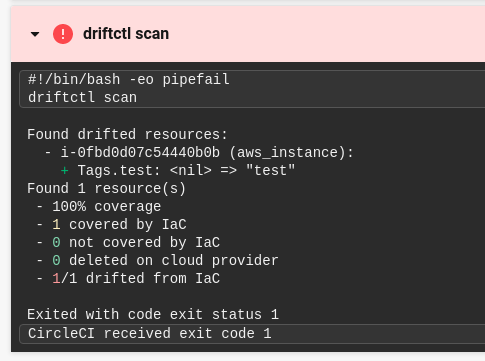 driftctl scan
#!/bin/bash -eo pipefail
driftctl scan
Found drifted resources:
- i-0fbd0d07c54440b0b (aws_instance):
+ Tags.test: <nil> => "test"
Found 1 resource(s)
- 100% coverage
- 1 covered by IaC
- 0 not covered by IaC
- 0 deleted on cloud provider
- 1/1 drifted from IaC
Exited with code exit status 1
CircleCI received exit code 1